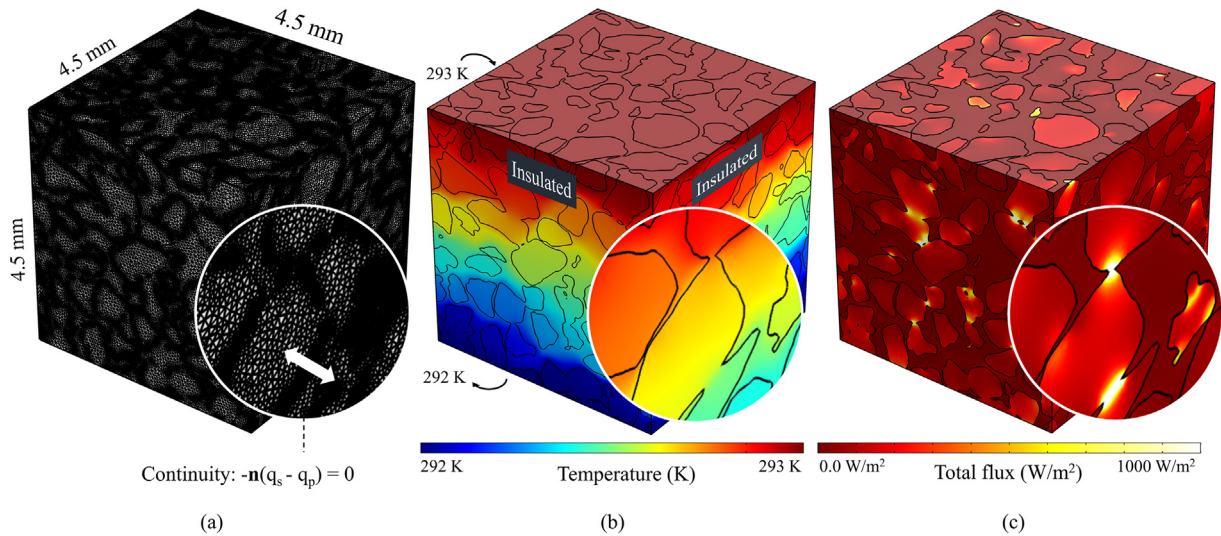 4.5 mm
4.5 mm
4.5 mm
Continuity: -n(qs - qp) = 0
(a)
293 K
Insulated
Insulated
292 K
292 K
Temperature (K)
293 K
(b)
0.0 W/m²
Total flux (W/m²)
1000 W/m²
(c)